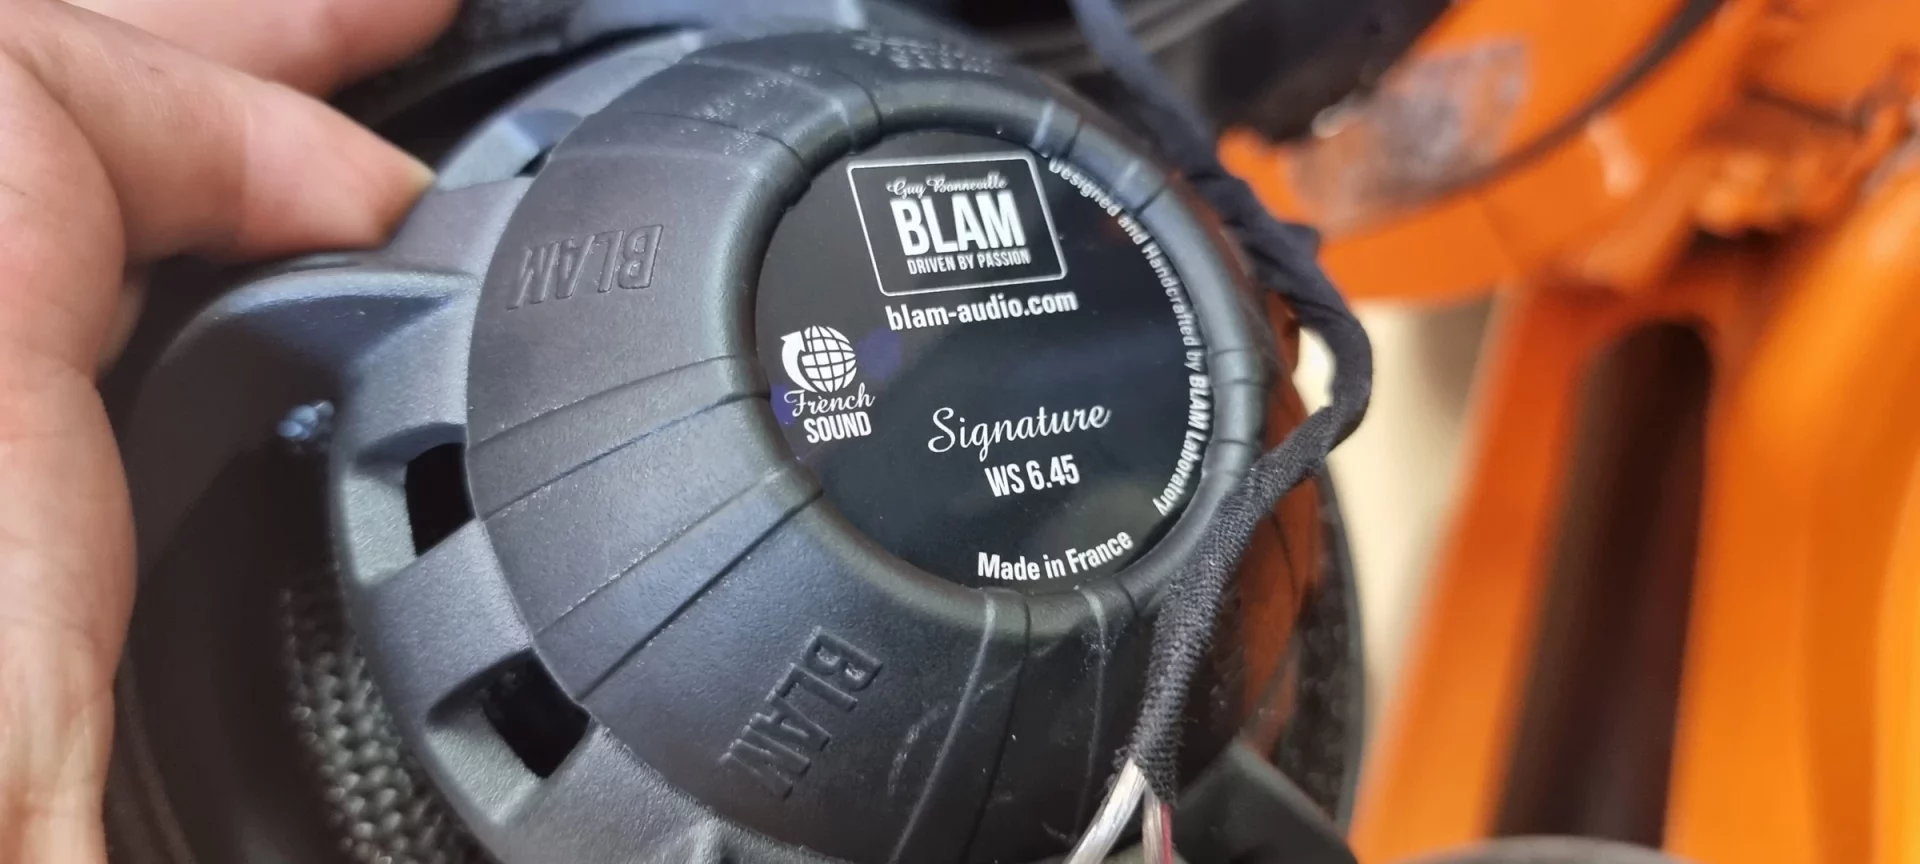 Guy Bonneville
BLAM
DRIVEN BY PASSION
blam-audio.com
Designed and Handcrafted by BLAM Laboratory
Frènch
SOUND
Signature
WS 6.45
Made in France
BLAM
BLAM